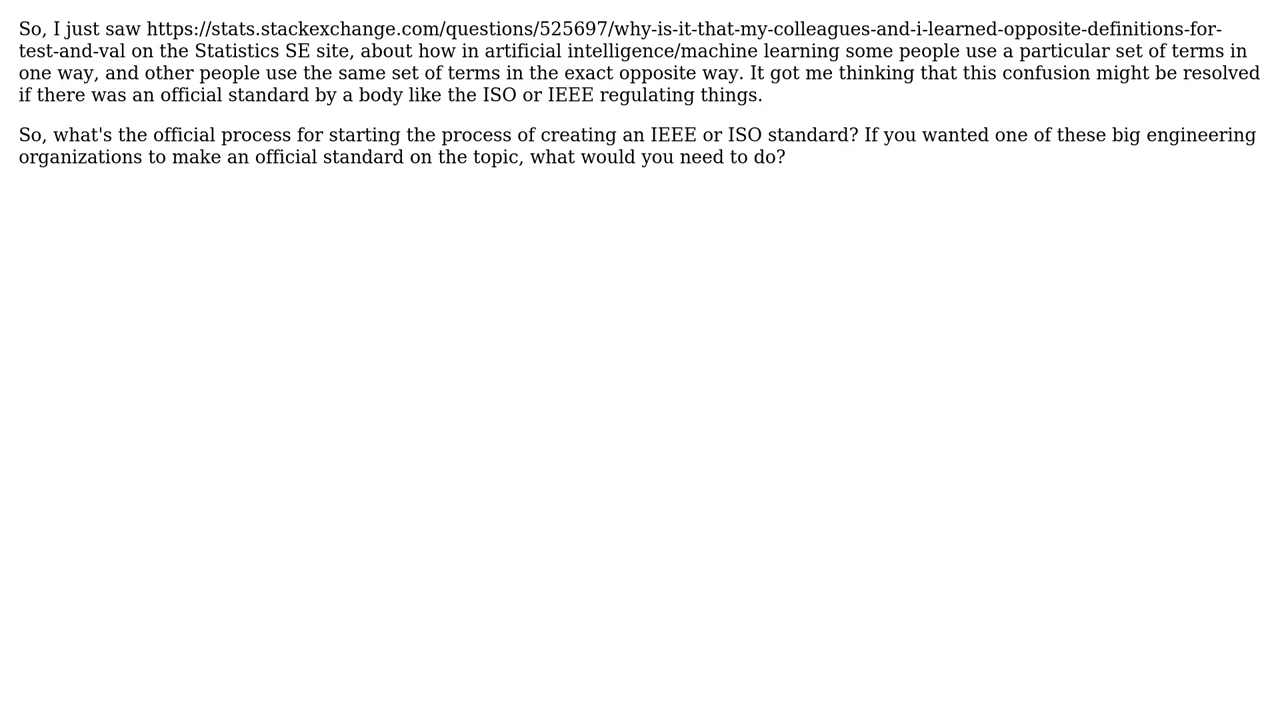 So, I just saw https://stats.stackexchange.com/questions/525697/why-is-it-that-my-colleagues-and-i-learned-opposite-definitions-for-
test-and-val on the Statistics SE site, about how in artificial intelligence/machine learning some people use a particular set of terms in
one way, and other people use the same set of terms in the exact opposite way. It got me thinking that this confusion might be resolved
if there was an official standard by a body like the ISO or IEEE regulating things.
So, what's the official process for starting the process of creating an IEEE or ISO standard? If you wanted one of these big engineering
organizations to make an official standard on the topic, what would you need to do?